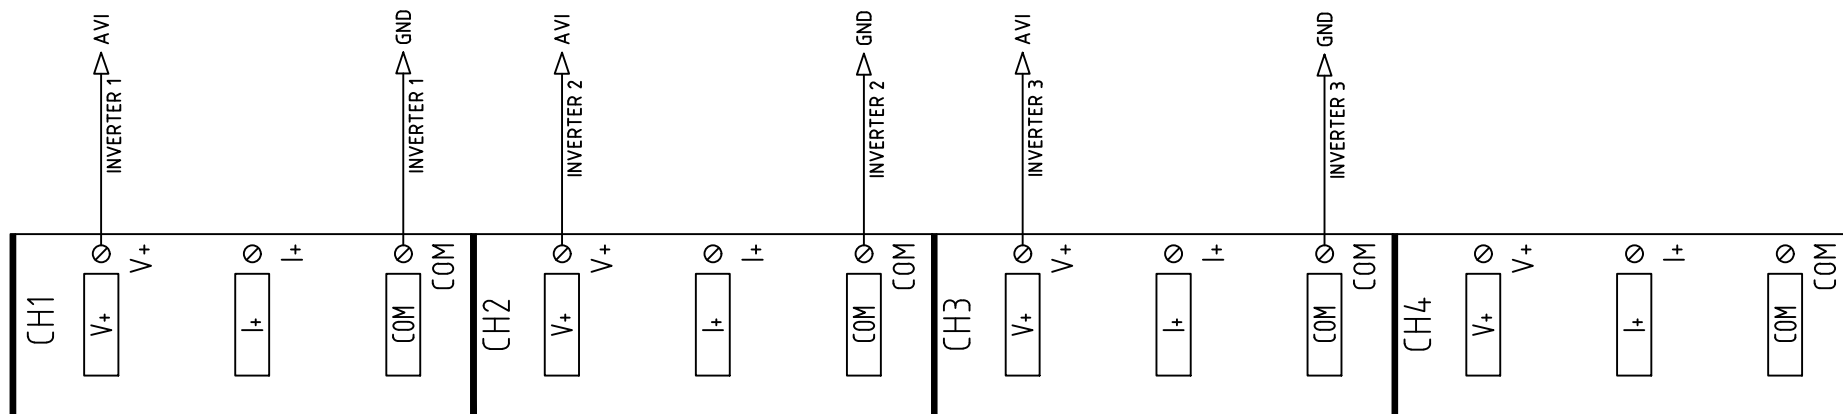 AVI
INVERTER 1
GND
INVERTER 1
AVI
INVERTER 2
GND
INVERTER 2
AVI
INVERTER 3
GND
INVERTER 3
CH1
V+
V+
I+
I+
COM
COM
CH2
V+
V+
I+
I+
COM
COM
CH3
V+
V+
I+
I+
COM
COM
CH4
V+
V+
I+
I+
COM
COM